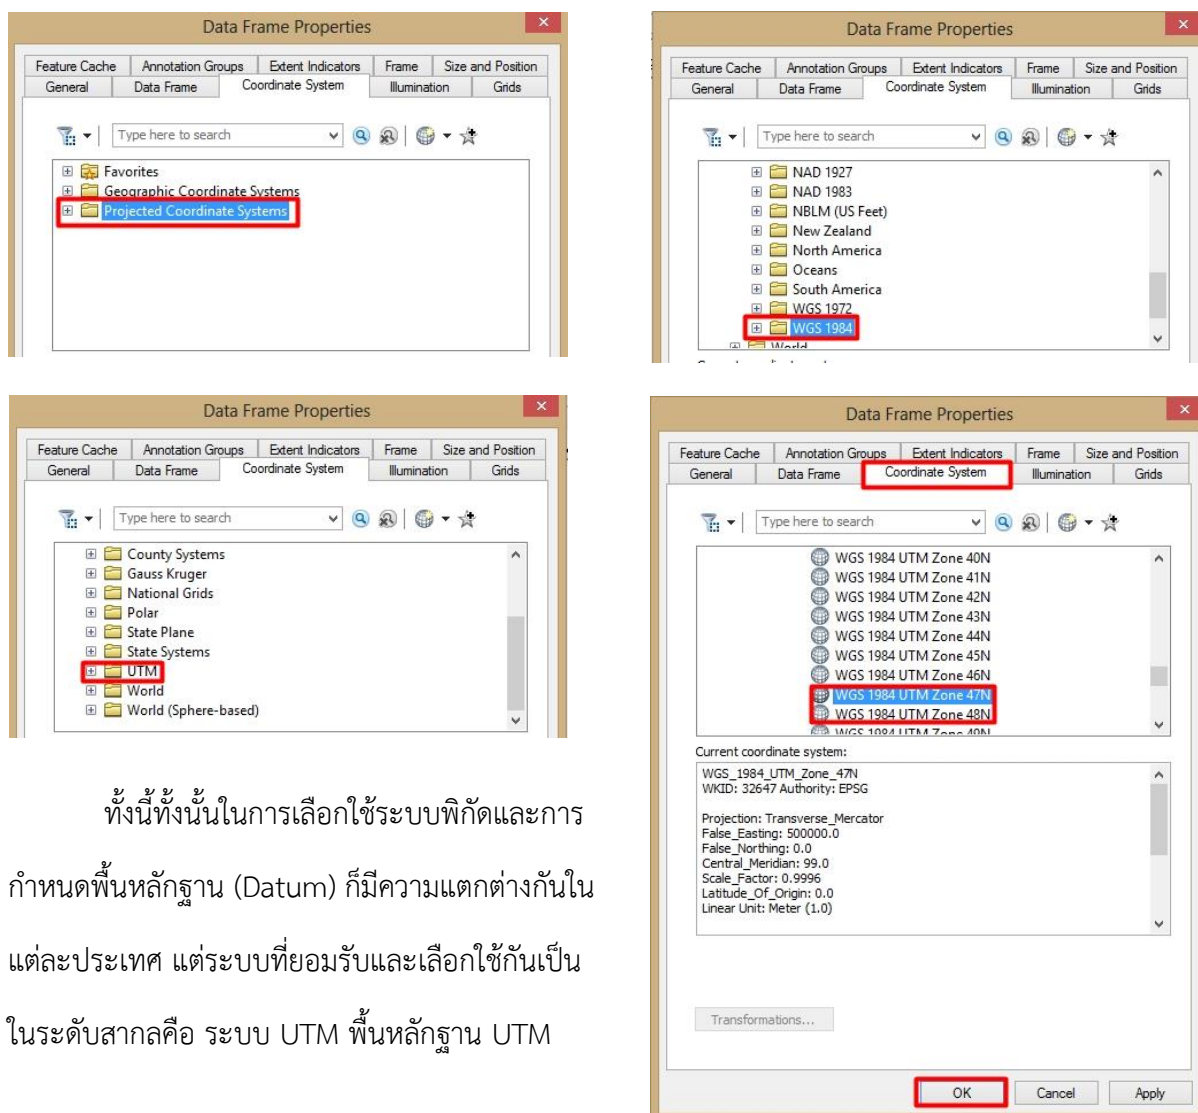 Data Frame Properties
Feature Cache Annotation Groups Extent Indicators Frame Size and Position
General Data Frame Coordinate System Illumination Grids
Type here to search
Favorites
Geographic Coordinate Systems
Projected Coordinate Systems
Data Frame Properties
Feature Cache Annotation Groups Extent Indicators Frame Size and Position
General Data Frame Coordinate System Illumination Grids
Type here to search
NAD 1927
NAD 1983
NBLM (US Feet)
New Zealand
North America
Oceans
South America
WGS 1972
WGS 1984
World
Data Frame Properties
Feature Cache Annotation Groups Extent Indicators Frame Size and Position
General Data Frame Coordinate System Illumination Grids
Type here to search
County Systems
Gauss Kruger
National Grids
Polar
State Plane
State Systems
UTM
World
World (Sphere-based)
ทั้งนี้ทั้งนั้นในการเลือกใช้ระบบพิกัดและการ
กำหนดพื้นหลักฐาน (Datum) ก็มีความแตกต่างกันใน
แต่ละประเทศ แต่ระบบที่ยอมรับและเลือกใช้กันเป็น
ในระดับสากลคือ ระบบ UTM พื้นหลักฐาน UTM
Data Frame Properties
Feature Cache Annotation Groups Extent Indicators Frame Size and Position
General Data Frame Coordinate System Illumination Grids
Type here to search
WGS 1984 UTM Zone 40N
WGS 1984 UTM Zone 41N
WGS 1984 UTM Zone 42N
WGS 1984 UTM Zone 43N
WGS 1984 UTM Zone 44N
WGS 1984 UTM Zone 45N
WGS 1984 UTM Zone 46N
WGS 1984 UTM Zone 47N
WGS 1984 UTM Zone 48N
WGS 1984 UTM Zone 49N
Current coordinate system:
WGS_1984_UTM_Zone_47N
WKID: 32647 Authority: EPSG
Projection: Transverse_Mercator
False_Easting: 500000.0
False_Northing: 0.0
Central_Meridian: 99.0
Scale_Factor: 0.9996
Latitude_Of_Origin: 0.0
Linear Unit: Meter (1.0)
Transformations...
OK Cancel Apply